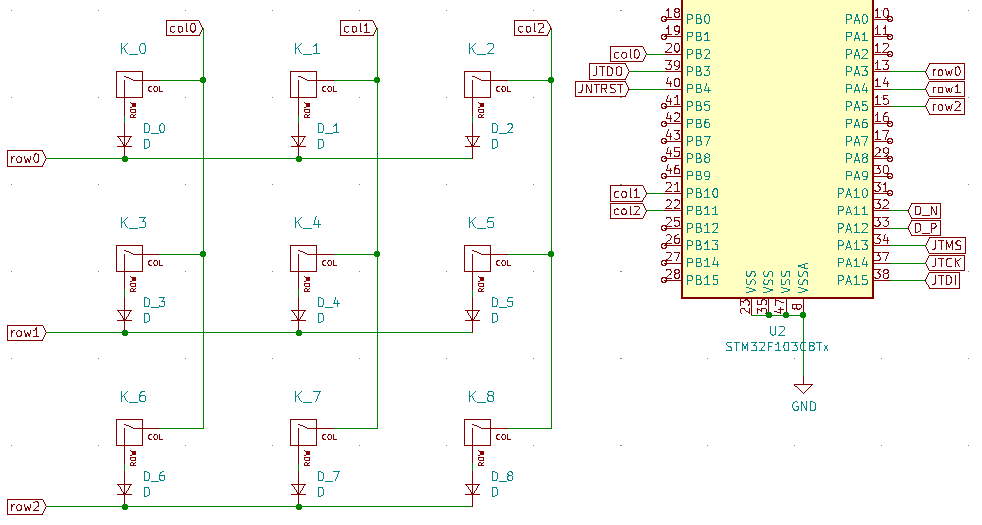 col0
col1
col2
K_0
K_1
K_2
COL
COL
COL
ROW
ROW
ROW
D_0
D
D_1
D
D_2
D
row0
K_3
K_4
K_5
COL
COL
COL
ROW
ROW
ROW
D_3
D
D_4
D
D_5
D
row1
K_6
K_7
K_8
COL
COL
COL
ROW
ROW
ROW
D_6
D
D_7
D
D_8
D
row2
18 PB0
19 PB1
col0 20 PB2
JTDO 39 PB3
JNTRST 40 PB4
41 PB5
42 PB6
43 PB7
45 PB8
46 PB9
col1 21 PB10
col2 22 PB11
25 PB12
26 PB13
27 PB14
28 PB15
PA0 10
PA1 11
PA2 12
PA3 13 row0
PA4 14 row1
PA5 15 row2
PA6 16
PA7 17
PA8 29
PA9 30
PA10 31
PA11 32 D_N
PA12 33 D_P
PA13 34 JTMS
PA14 37 JTCK
PA15 38 JTDI
VSS VSS VSS VSSA
23 35 47 8
U2
STM32F103CBTx
GND